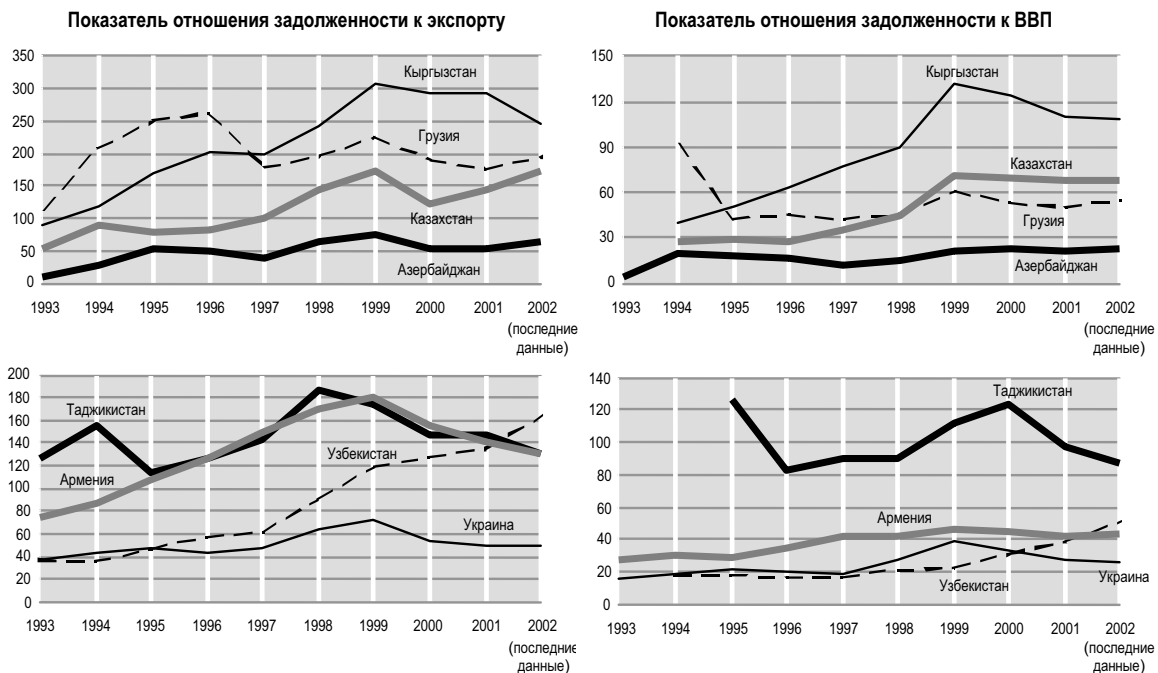 Показатель отношения задолженности к экспорту
350
300
250
200
150
100
50
0
Кыргызстан
Грузия
Казахстан
Азербайджан
1993 1994 1995 1996 1997 1998 1999 2000 2001 2002
(последние
данные)
Показатель отношения задолженности к ВВП
150
120
90
60
30
0
Кыргызстан
Казахстан
Грузия
Азербайджан
1993 1994 1995 1996 1997 1998 1999 2000 2001 2002
(последние
данные)
200
180
160
140
120
100
80
60
40
20
0
Таджикистан
Узбекистан
Армения
Украина
1993 1994 1995 1996 1997 1998 1999 2000 2001 2002
(последние
данные)
140
120
100
80
60
40
20
0
Таджикистан
Армения
Украина
Узбекистан
1993 1994 1995 1996 1997 1998 1999 2000 2001 2002
(последние
данные)